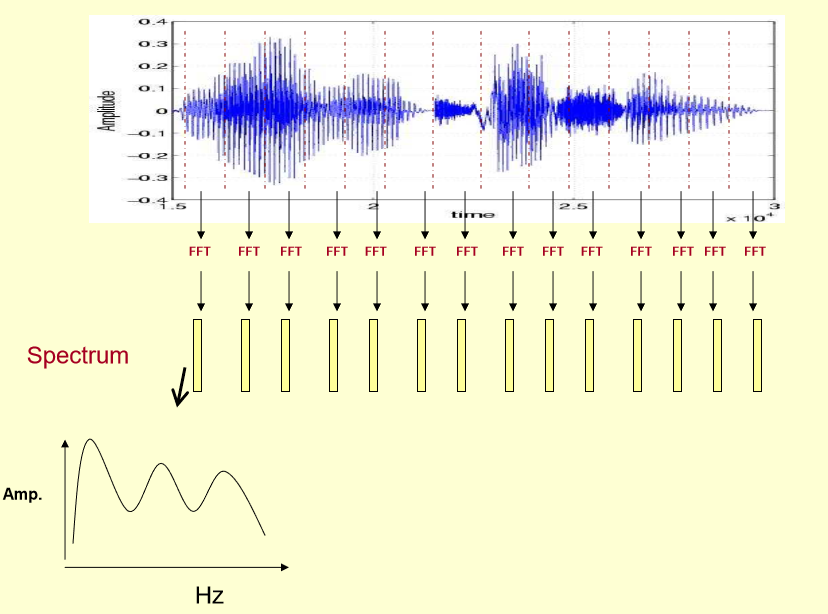 0.4
0.3
0.2
0.1
0
−0.1
−0.2
−0.3
−0.4
Amplitude
1.5 2 2.5 3
time
x 10⁴
FFT FFT FFT FFT FFT FFT FFT FFT FFT FFT FFT FFT FFT FFT
Spectrum
Amp.
Hz